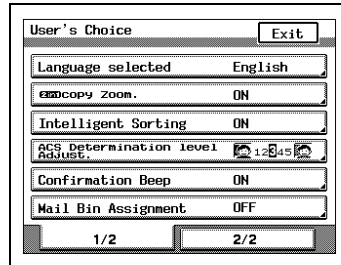 User's Choice
Exit
Language selected English
2in1 copy Zoom. ON
Intelligent Sorting ON
ACS Determination level
Adjust. 12345
Confirmation Beep ON
Mail Bin Assignment OFF
1/2 2/2